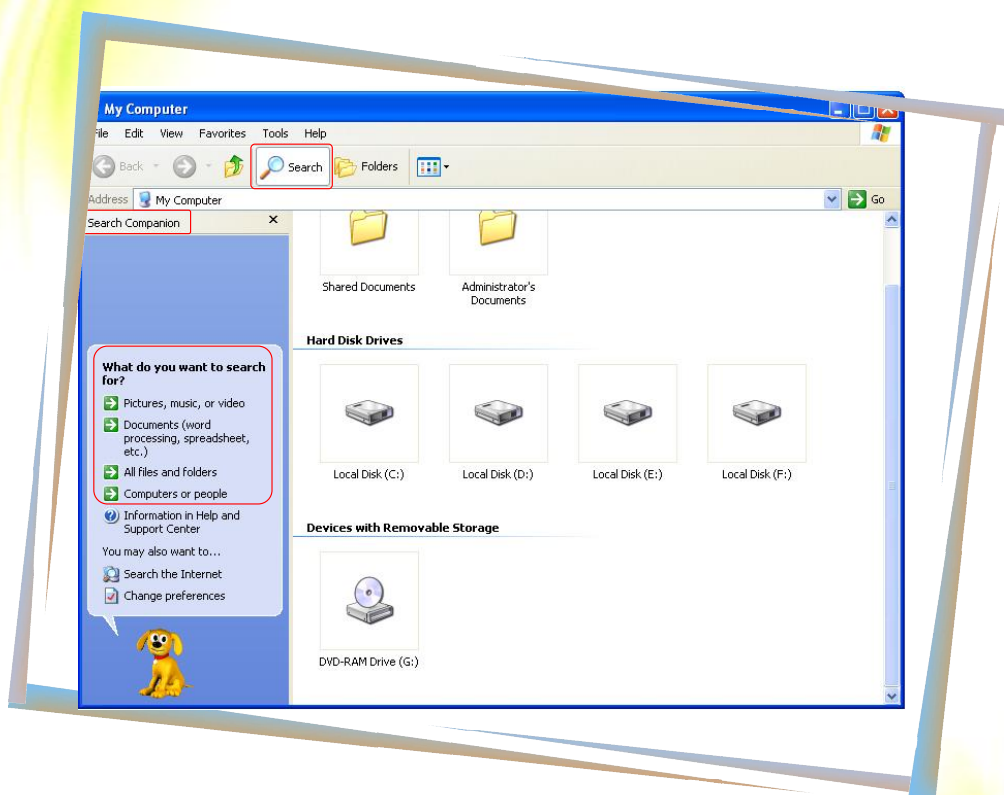 My Computer
File Edit View Favorites Tools Help
Back Search Folders
Address My Computer Go
Search Companion
Shared Documents
Administrator's
Documents
Hard Disk Drives
What do you want to search
for?
Pictures, music, or video
Documents (word
processing, spreadsheet,
etc.)
All files and folders
Computers or people
Information in Help and
Support Center
You may also want to...
Search the Internet
Change preferences
Local Disk (C:)
Local Disk (D:)
Local Disk (E:)
Local Disk (F:)
Devices with Removable Storage
DVD-RAM Drive (G:)